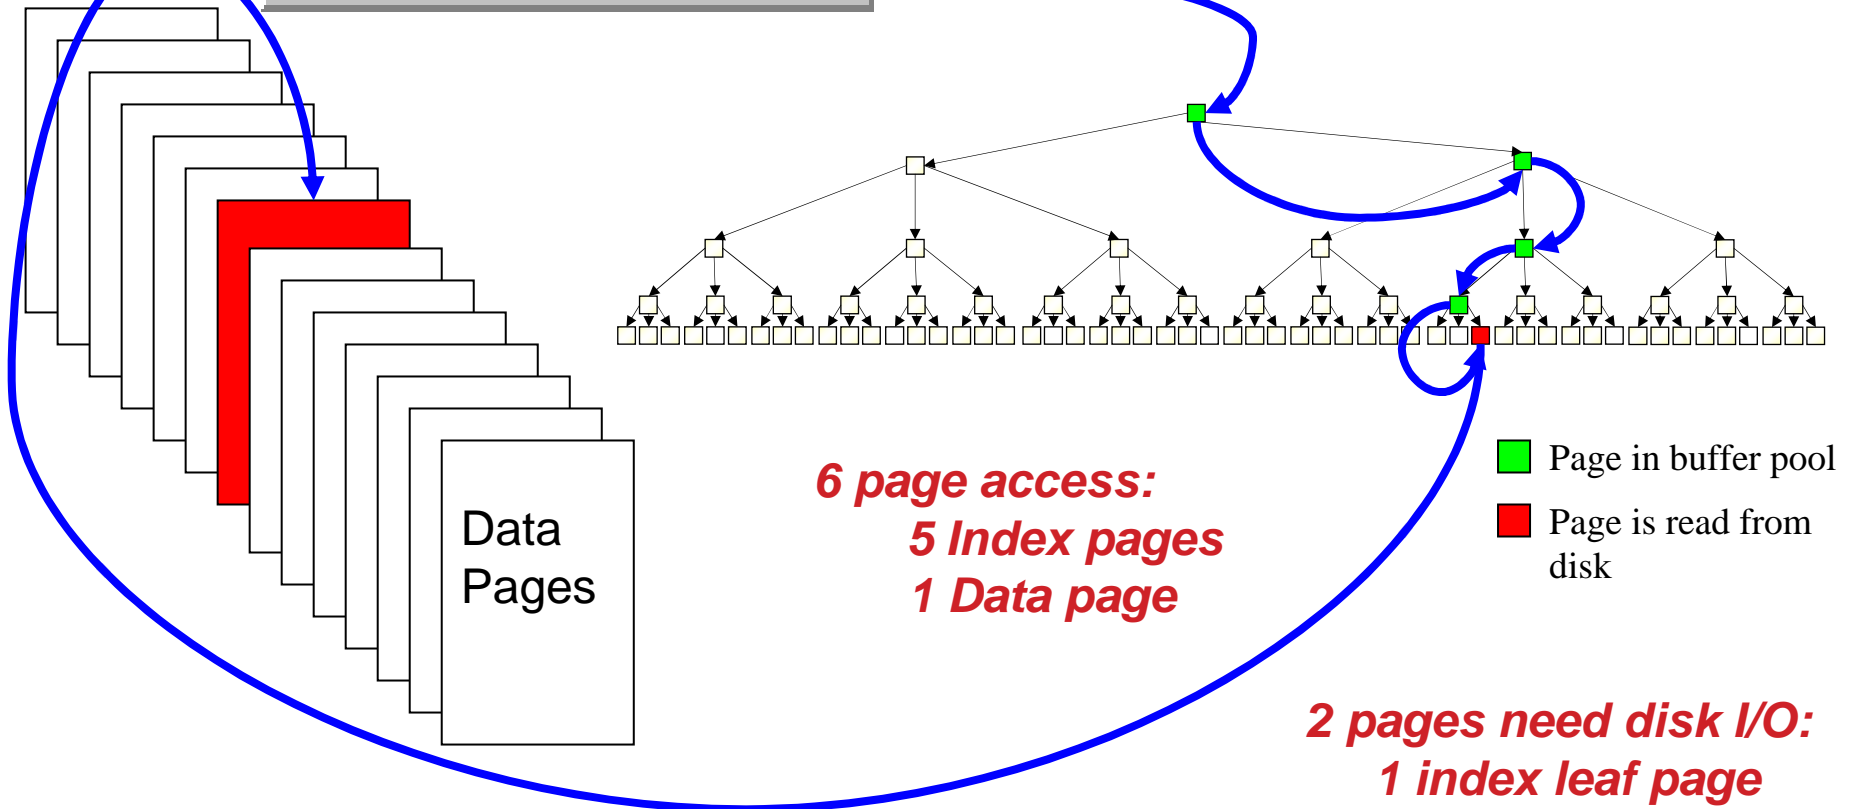 Data
Pages
6 page access:
5 Index pages
1 Data page
Page in buffer pool
Page is read from
disk
2 pages need disk I/O:
1 index leaf page